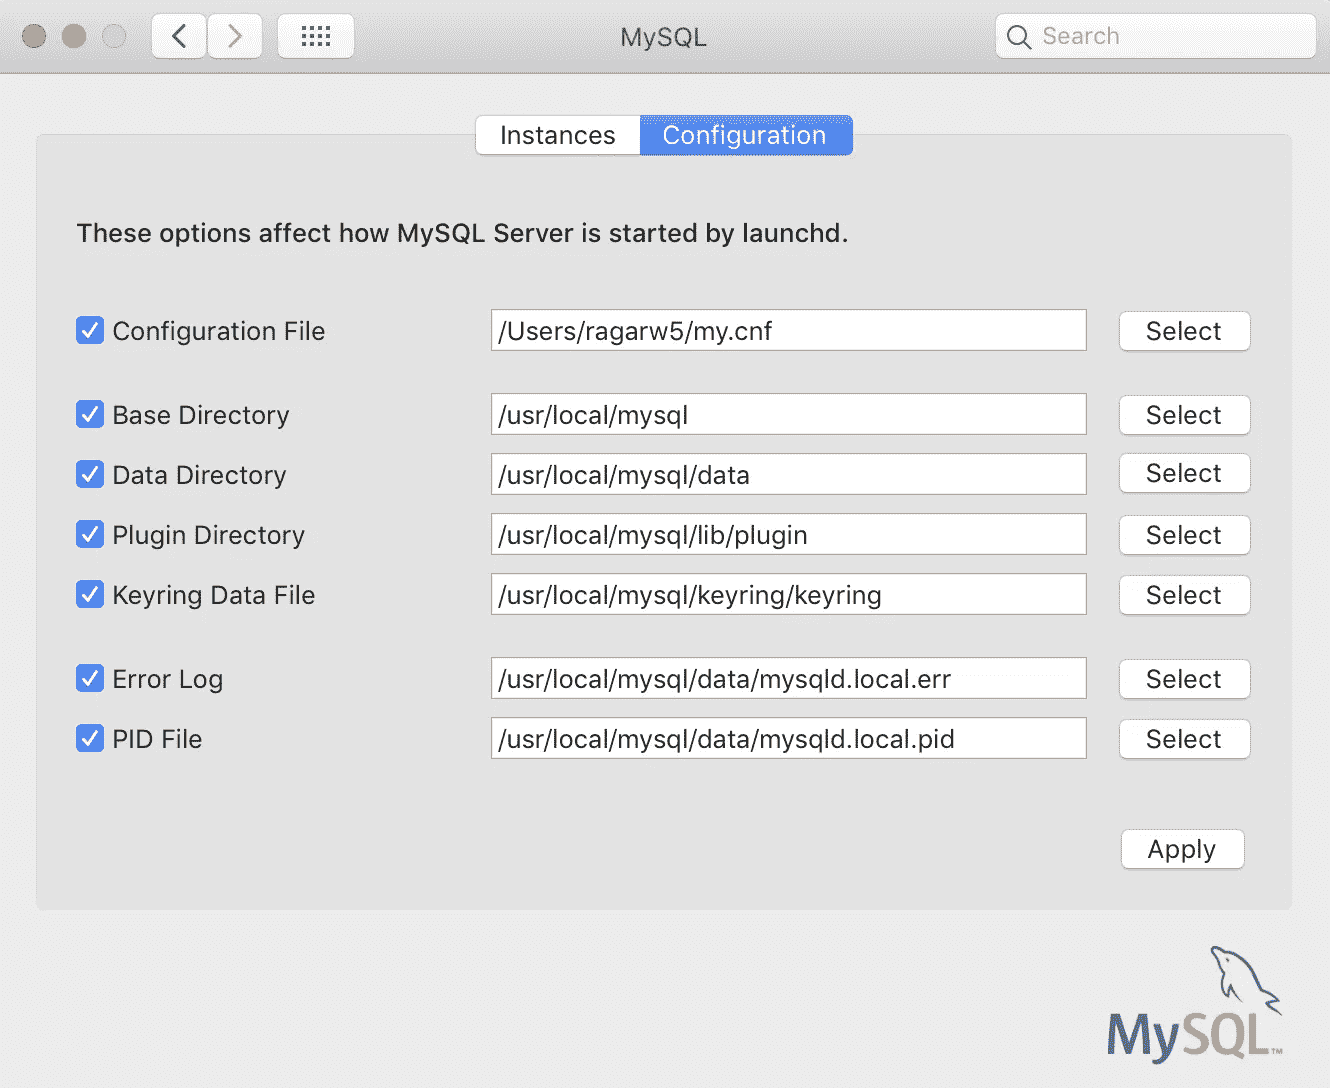 MySQL
Search
Instances
Configuration
These options affect how MySQL Server is started by launchd.
Configuration File /Users/ragarw5/my.cnf Select
Base Directory /usr/local/mysql Select
Data Directory /usr/local/mysql/data Select
Plugin Directory /usr/local/mysql/lib/plugin Select
Keyring Data File /usr/local/mysql/keyring/keyring Select
Error Log /usr/local/mysql/data/mysqld.local.err Select
PID File /usr/local/mysql/data/mysqld.local.pid Select
Apply
MySQL™